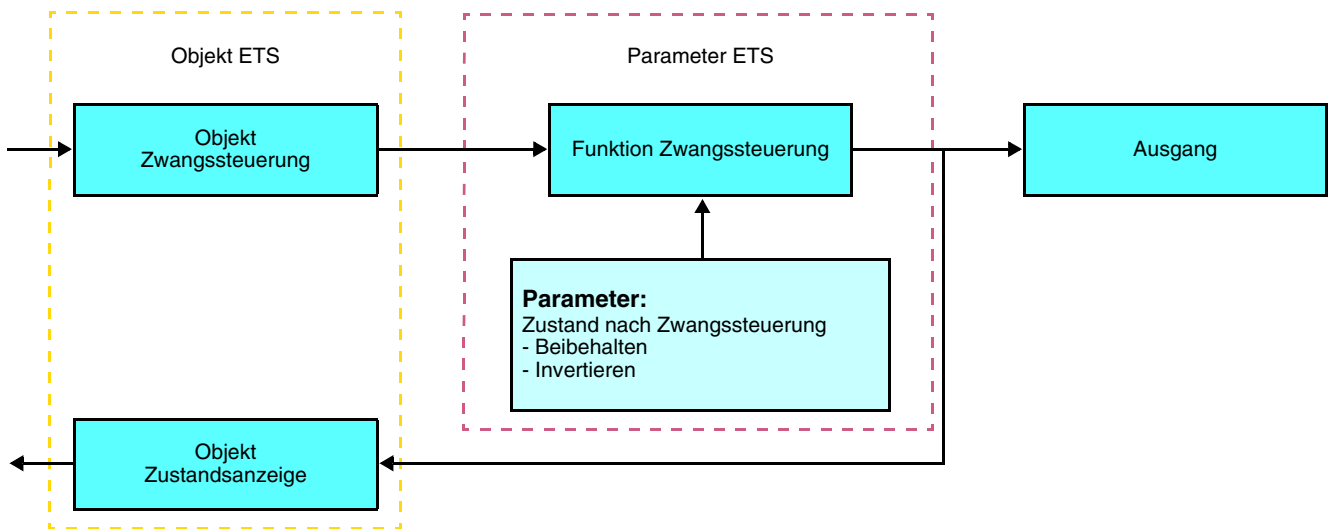 Objekt ETS
Parameter ETS
Objekt
Zwangssteuerung
Funktion Zwangssteuerung
Ausgang
Parameter:
Zustand nach Zwangssteuerung
- Beibehalten
- Invertieren
Objekt
Zustandsanzeige